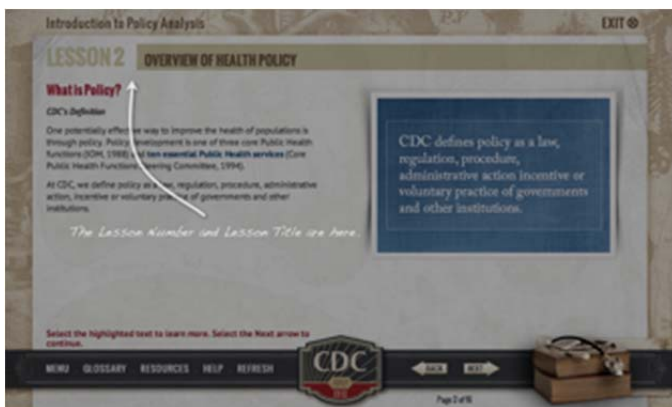 Introduction to Policy Analysis
EXIT
LESSON 2 OVERVIEW OF HEALTH POLICY
What is Policy?
CDC's Definition
One potentially effective way to improve the health of populations is
through policy. Policy development is one of three core Public Health
functions (IOM, 1988) and ten essential Public Health services (Core
Public Health Functions Steering Committee, 1994).
At CDC, we define policy as a law, regulation, procedure, administrative
action, incentive or voluntary practice of governments and other
institutions.
CDC defines policy as a law,
regulation, procedure,
administrative action incentive or
voluntary practice of governments
and other institutions.
The Lesson Number and Lesson Title are here.
Select the highlighted text to learn more. Select the Next arrow to
continue.
MENU GLOSSARY RESOURCES HELP REFRESH
CDC
BACK NEXT